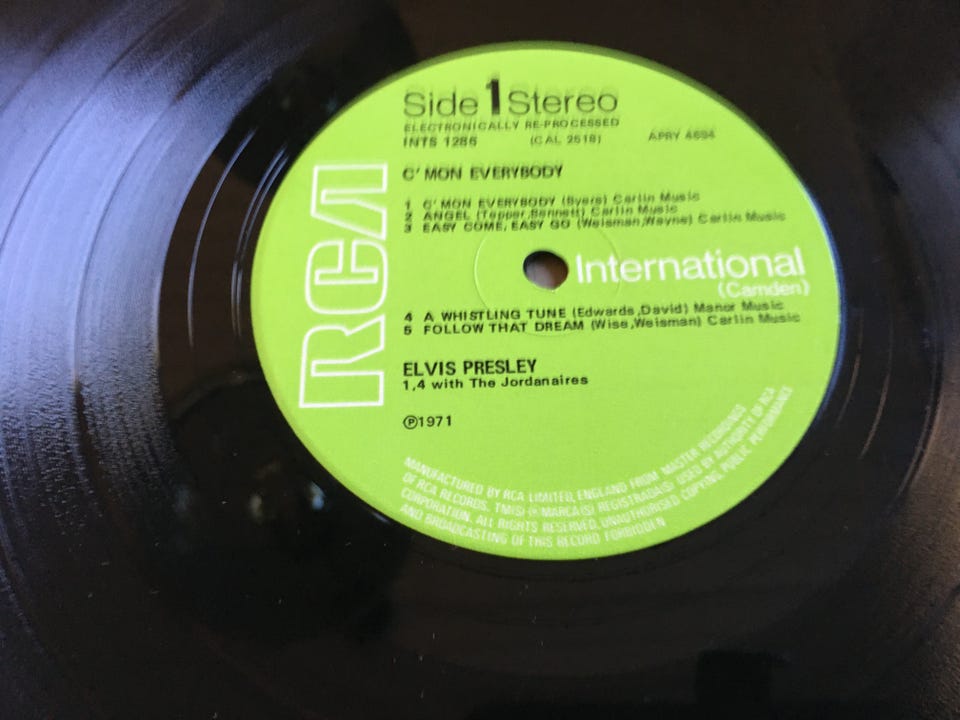 Side 1 Stereo
ELECTRONICALLY RE-PROCESSED
INTS 1286 (CAL 2518) APRY 4694
C' MON EVERYBODY
1 C' MON EVERYBODY (Byers) Carlin Music
2 ANGEL (Tepper,Bennett) Carlin Music
3 EASY COME, EASY GO (Weisman,Wayne) Carlin Music
RCA
International
(Camden)
4 A WHISTLING TUNE (Edwards,David) Manor Music
5 FOLLOW THAT DREAM (Wise,Weisman) Carlin Music
ELVIS PRESLEY
1,4 with The Jordanaires
℗1971
MANUFACTURED BY RCA LIMITED, ENGLAND FROM MASTER RECORDINGS
OF RCA RECORDS. TM(S) ® MARCA(S) REGISTRADA(S) USED BY AUTHORITY OF RCA
CORPORATION. ALL RIGHTS RESERVED. UNAUTHORISED COPYING, PUBLIC PERFORMANCE
AND BROADCASTING OF THIS RECORD FORBIDDEN